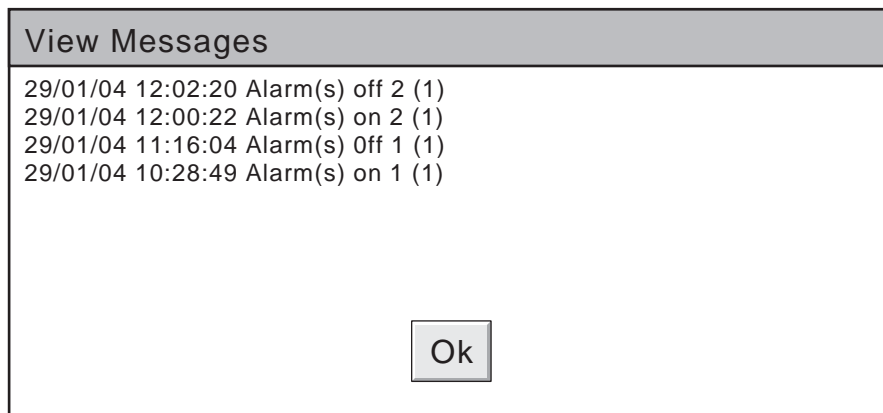 View Messages
29/01/04 12:02:20 Alarm(s) off 2 (1)
29/01/04 12:00:22 Alarm(s) on 2 (1)
29/01/04 11:16:04 Alarm(s) 0ff 1 (1)
29/01/04 10:28:49 Alarm(s) on 1 (1)
Ok